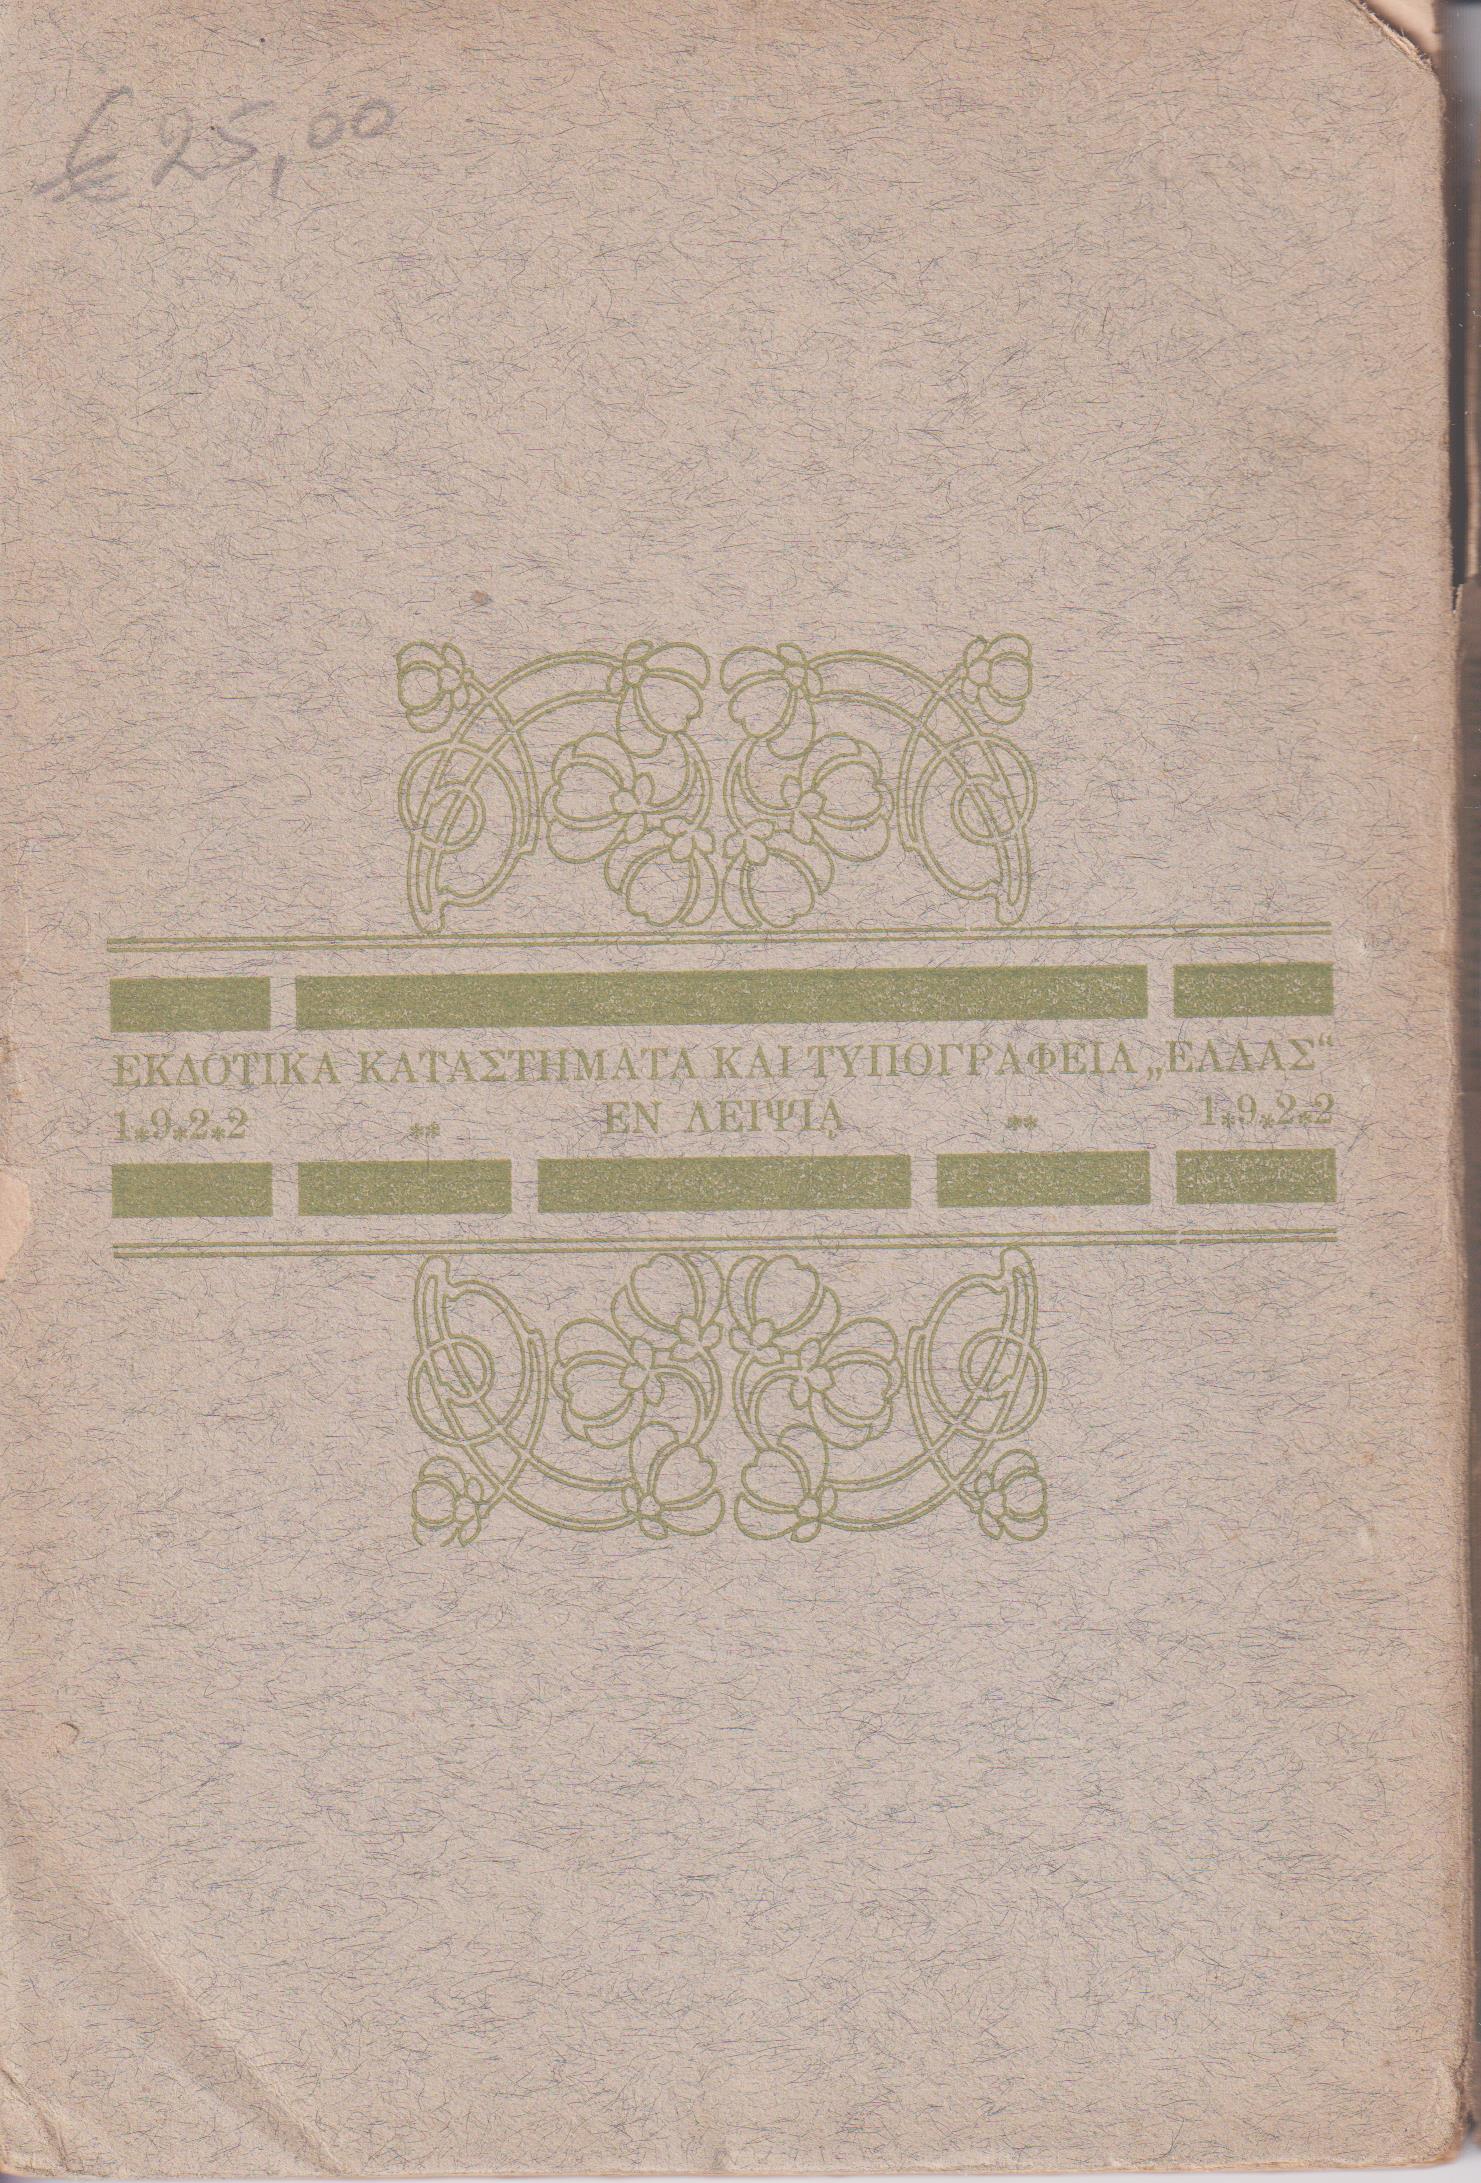 £ 25,00
ΕΚΔΟΤΙΚΑ ΚΑΤΑΣΤΗΜΑΤΑ ΚΑΙ ΤΥΠΟΓΡΑΦΕΙΑ „ΕΛΛΑΣ“
1*9*2*2 ** ΕΝ ΛΕΙΨΙᾼ ** 1*9*2*2